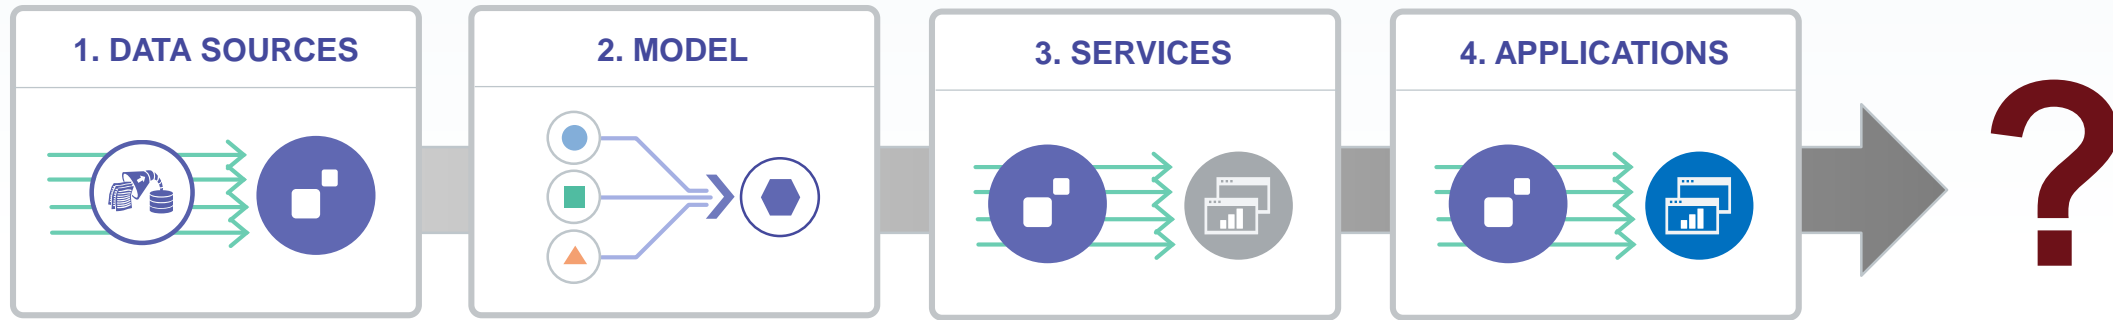 1. DATA SOURCES
2. MODEL
3. SERVICES
4. APPLICATIONS
?